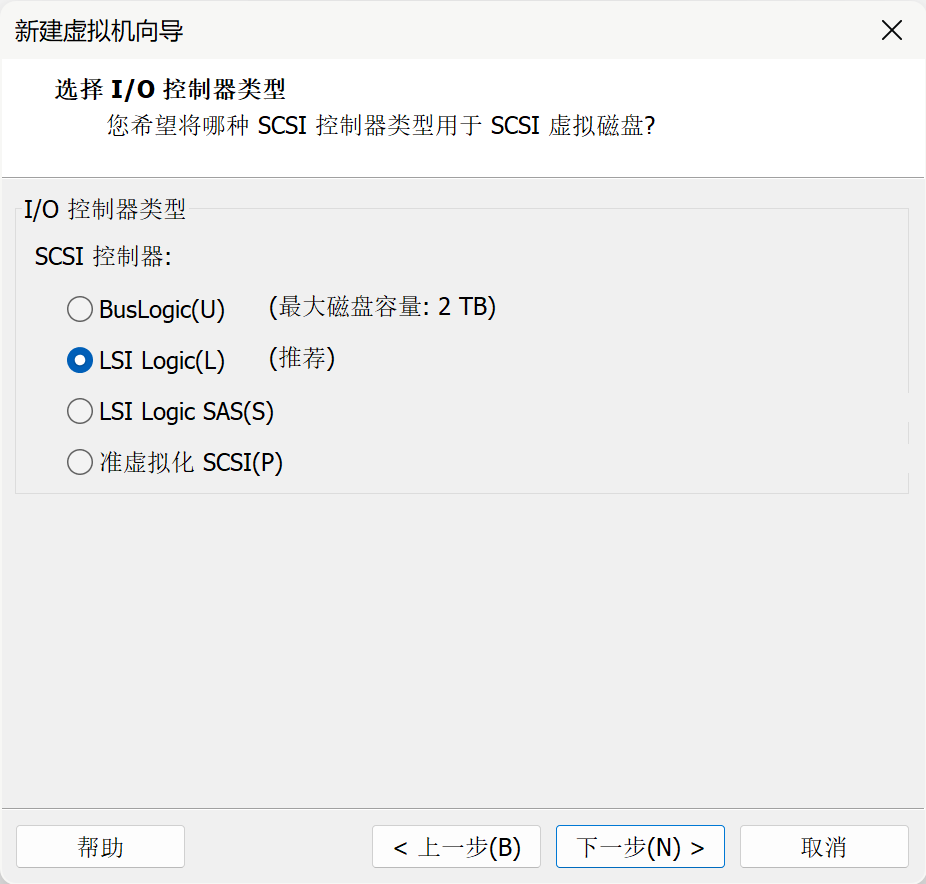 新建虚拟机向导
选择 I/O 控制器类型
您希望将哪种 SCSI 控制器类型用于 SCSI 虚拟磁盘?
I/O 控制器类型
SCSI 控制器:
BusLogic(U) (最大磁盘容量: 2 TB)
LSI Logic(L) (推荐)
LSI Logic SAS(S)
准虚拟化 SCSI(P)
帮助 < 上一步(B) 下一步(N) > 取消